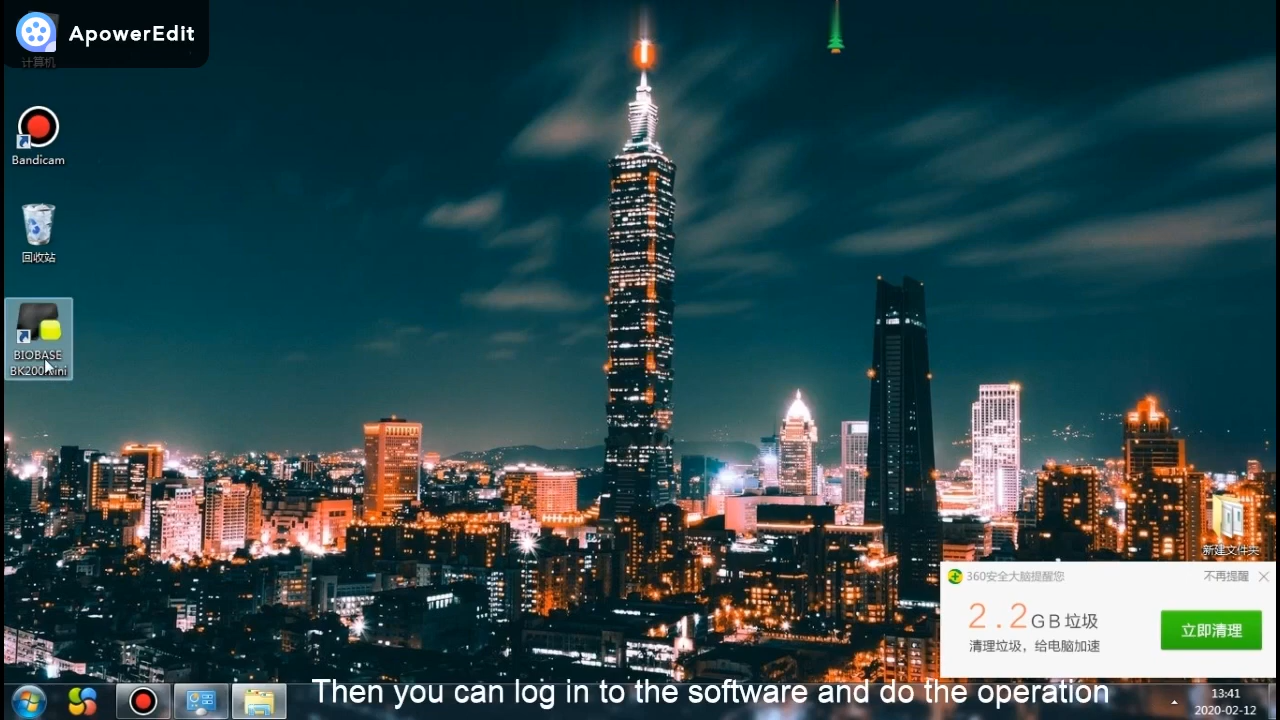 ApowerEdit
计算机
Bandicam
回收站
BIOBASE
BK200mini
新建文件夹
360安全大脑提醒您
不再提醒
2.2GB垃圾
清理垃圾，给电脑加速
立即清理
Then you can log in to the software and do the operation
13:41
2020-02-12